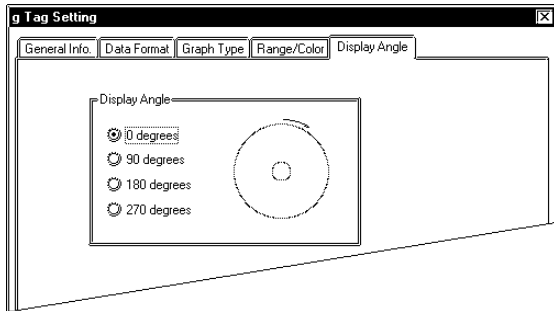 g Tag Setting
General Info. Data Format Graph Type Range/Color Display Angle
Display Angle
0 degrees
90 degrees
180 degrees
270 degrees